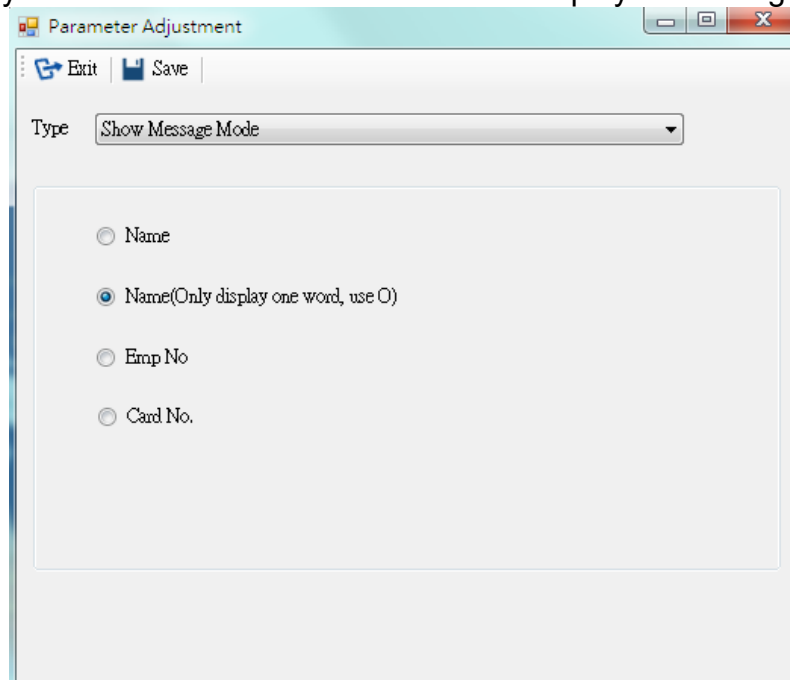 Parameter Adjustment
Exit Save
Type Show Message Mode
Name
Name(Only display one word, use O)
Emp No
Card No.